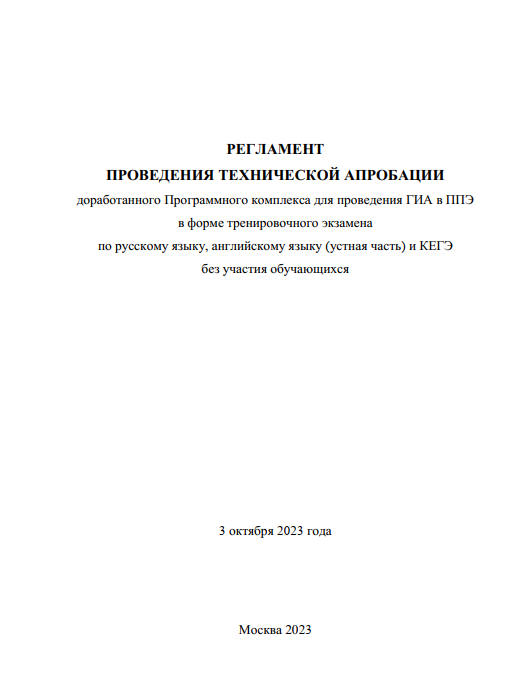 РЕГЛАМЕНТ
ПРОВЕДЕНИЯ ТЕХНИЧЕСКОЙ АПРОБАЦИИ
доработанного Программного комплекса для проведения ГИА в ППЭ
в форме тренировочного экзамена
по русскому языку, английскому языку (устная часть) и КЕГЭ
без участия обучающихся
3 октября 2023 года
Москва 2023